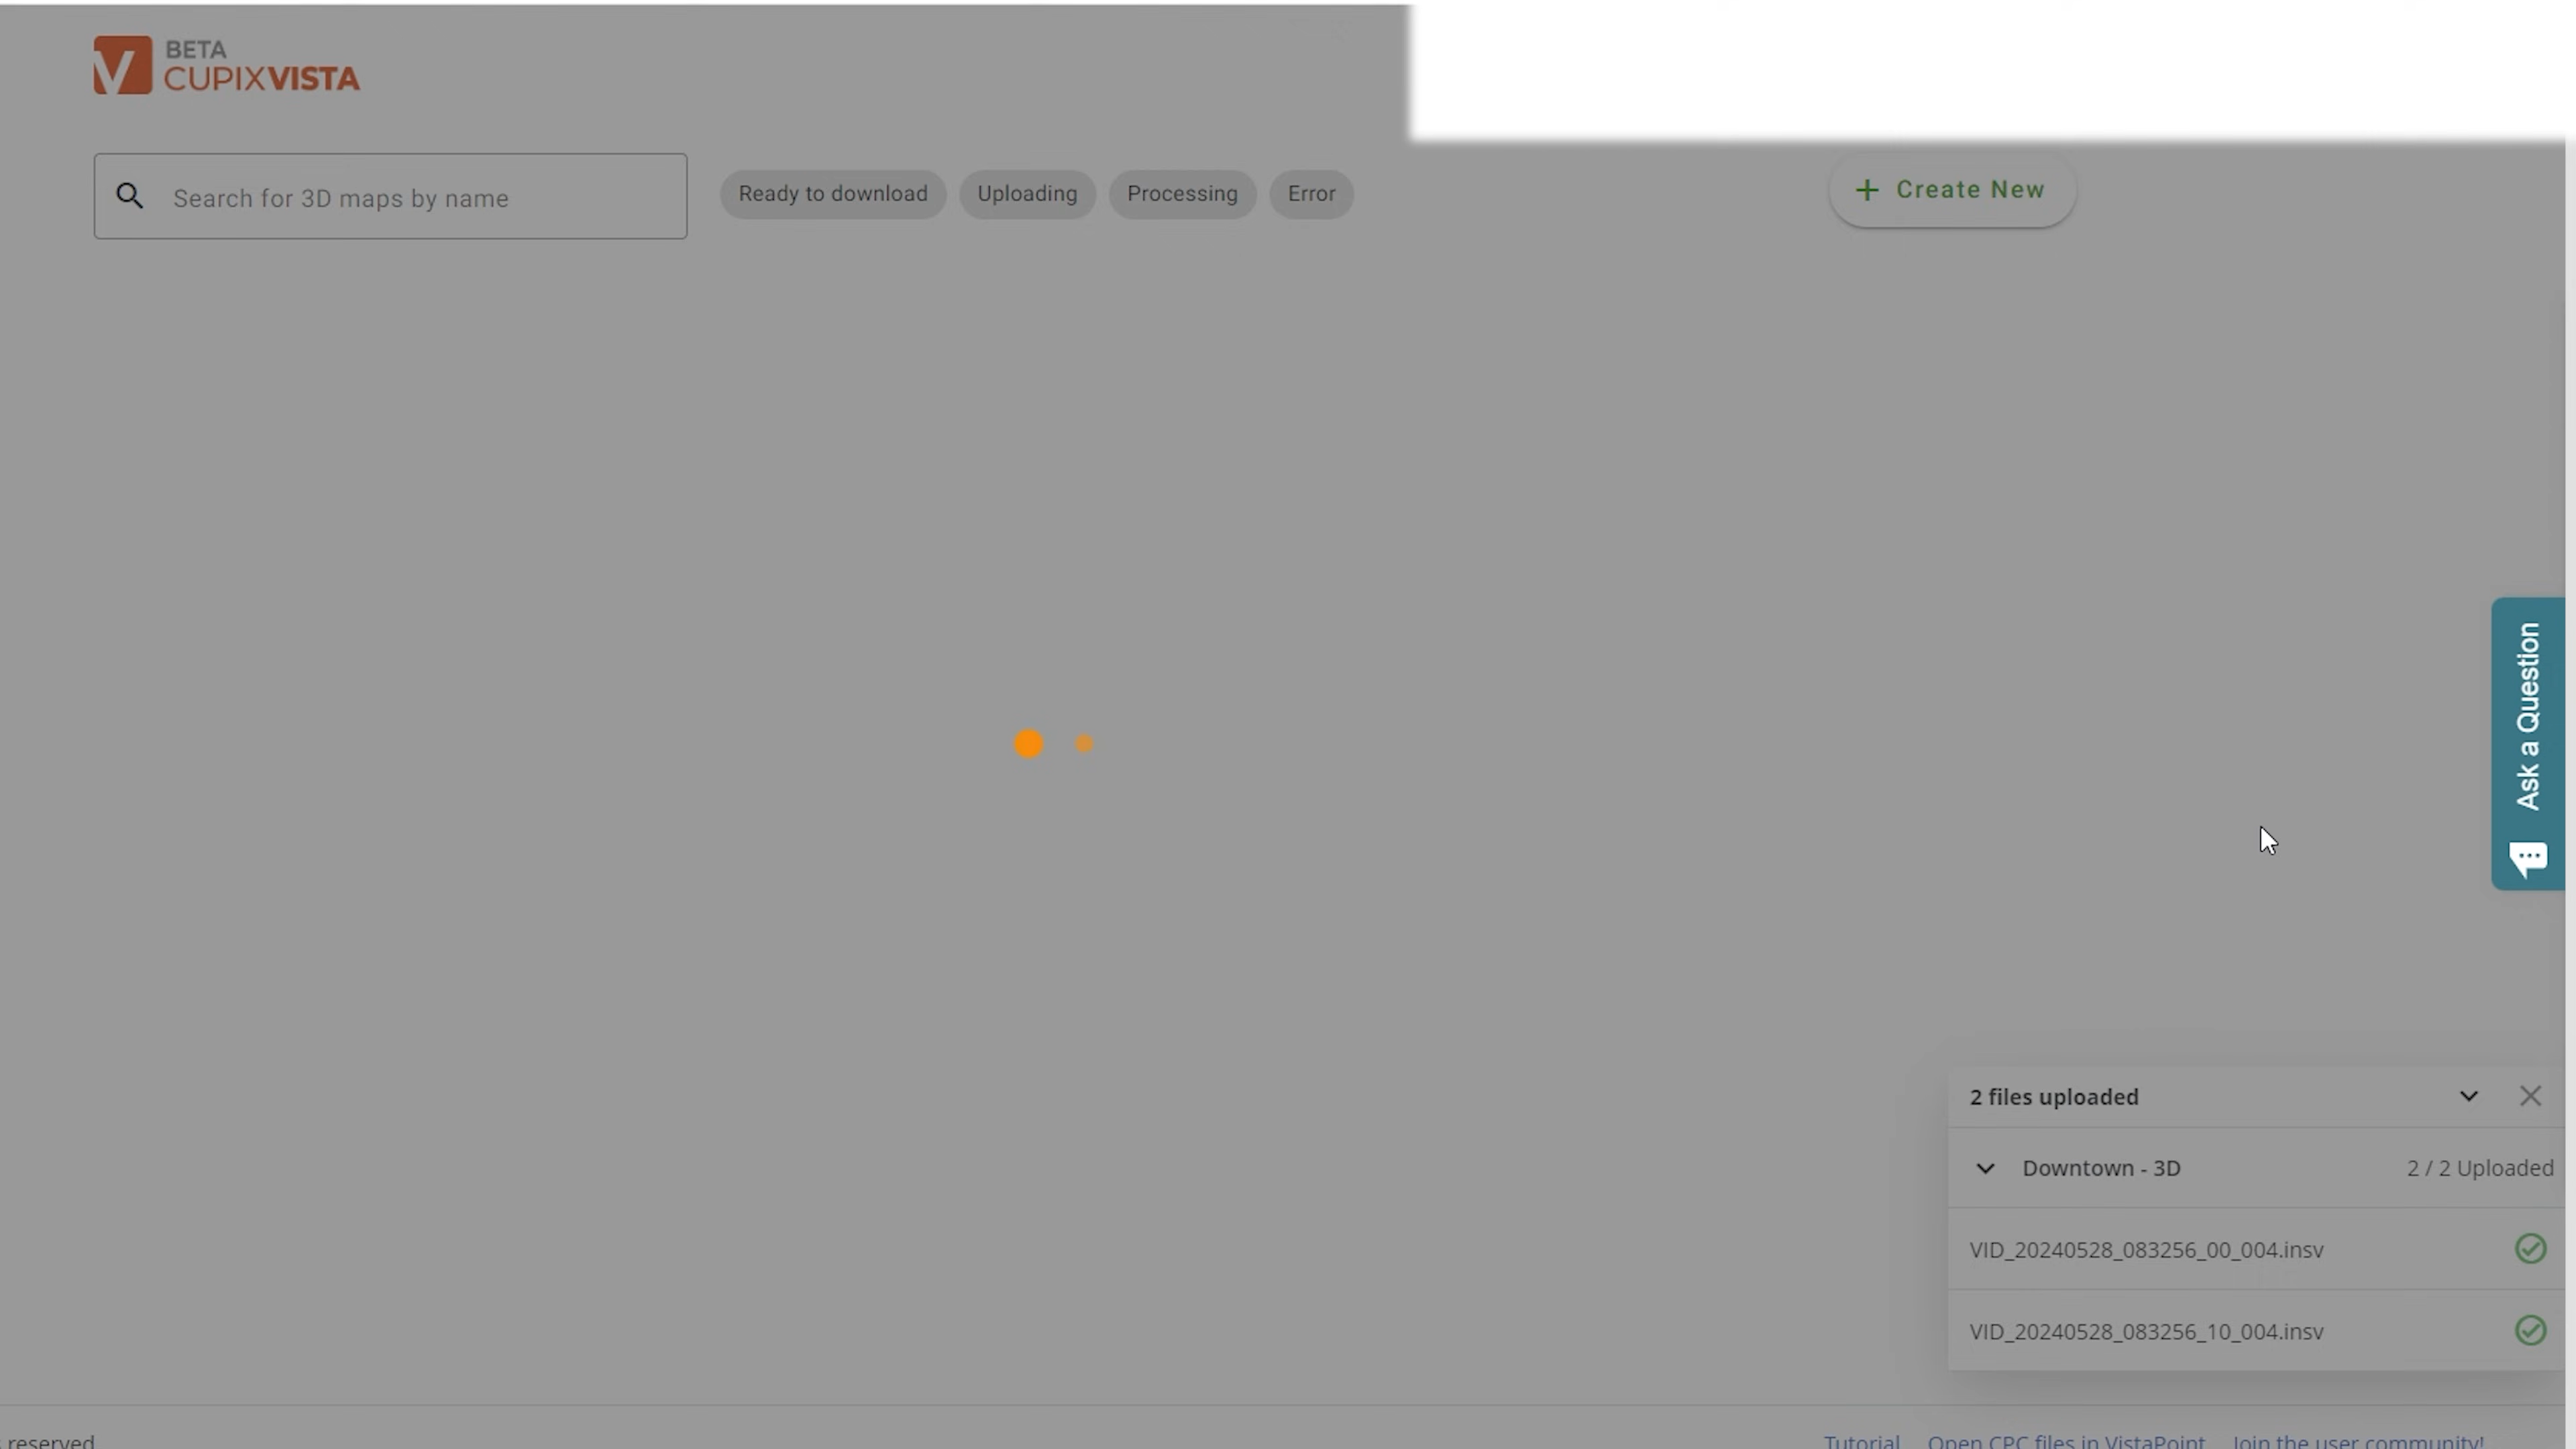 BETA
CUPIXVISTA
Search for 3D maps by name
Ready to download
Uploading
Processing
Error
+ Create New
Ask a Question
2 files uploaded
Downtown - 3D
2 / 2 Uploaded
VID_20240528_083256_00_004.insv
VID_20240528_083256_10_004.insv
reserved
Tutorial
Open CPC files in VistaPoint
Join the user community!